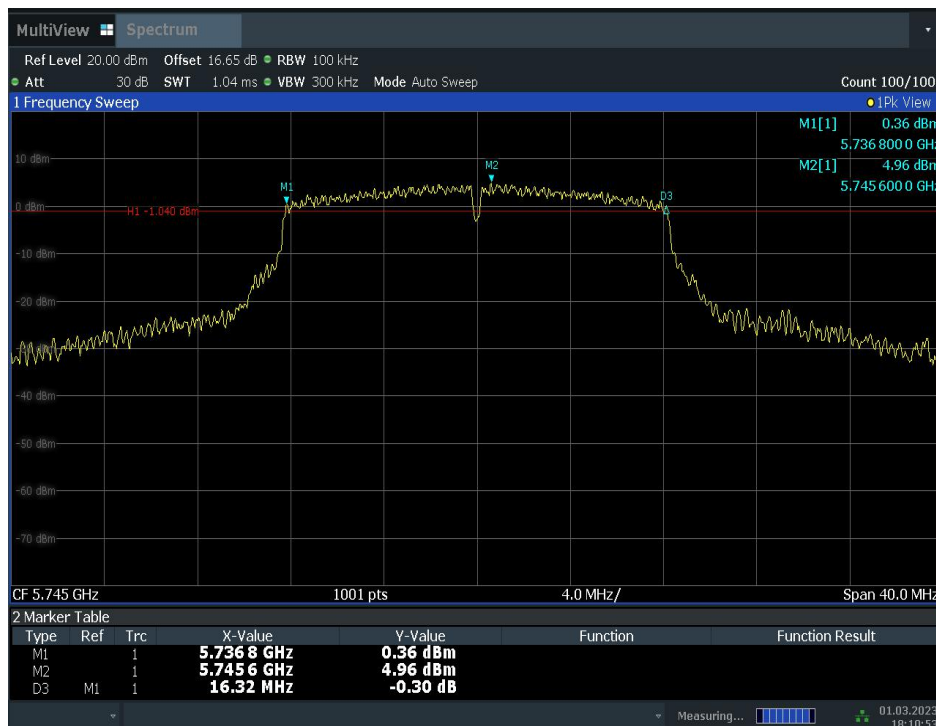 MultiView Spectrum
Ref Level 20.00 dBm Offset 16.65 dB RBW 100 kHz
Att 30 dB SWT 1.04 ms VBW 300 kHz Mode Auto Sweep Count 100/100
1 Frequency Sweep 1Pk View
M1[1] 0.36 dBm
5.736 800 0 GHz
M2[1] 4.96 dBm
5.745 600 0 GHz
10 dBm
M2
M1
D3
0 dBm
H1 -1.040 dBm
-10 dBm
-20 dBm
-40 dBm
-50 dBm
-60 dBm
-70 dBm
CF 5.745 GHz 1001 pts 4.0 MHz/ Span 40.0 MHz
2 Marker Table
Type Ref Trc X-Value Y-Value Function Function Result
M1 1 5.736 8 GHz 0.36 dBm
M2 1 5.745 6 GHz 4.96 dBm
D3 M1 1 16.32 MHz -0.30 dB
Measuring... 01.03.2023
18:10:53